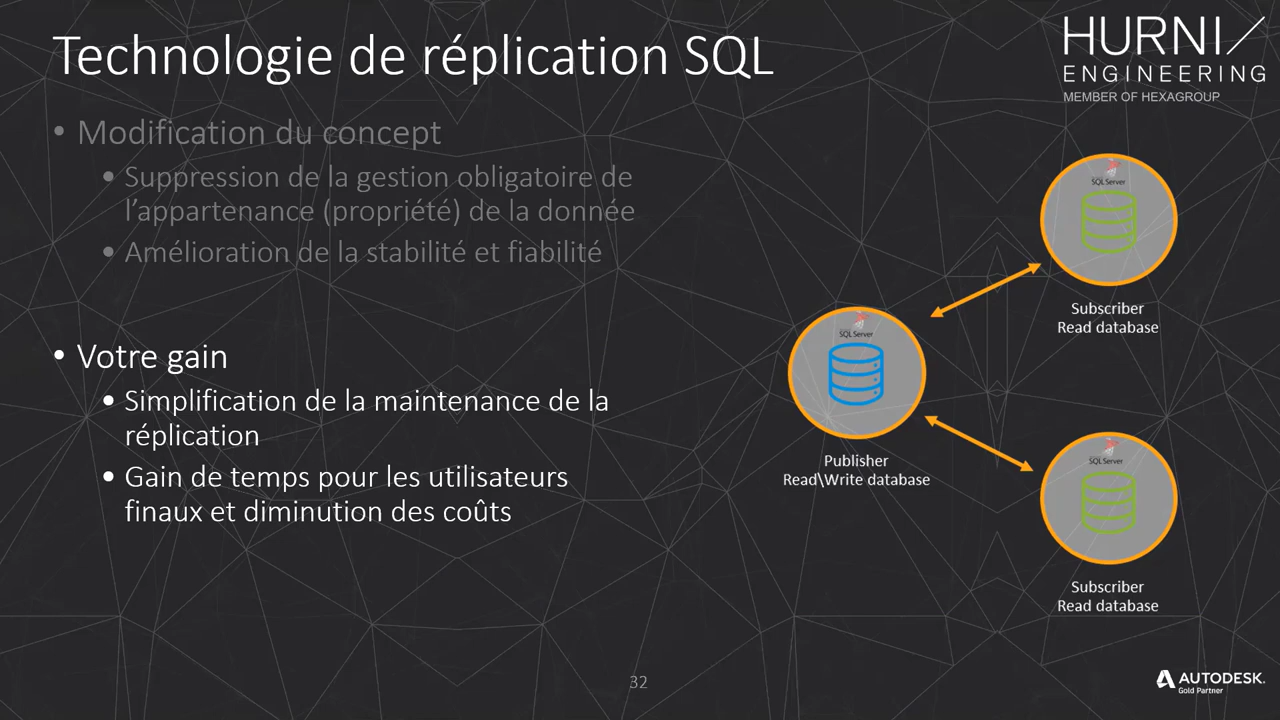 Technologie de réplication SQL
HURNI
ENGINEERING
MEMBER OF HEXAGROUP
• Modification du concept
• Suppression de la gestion obligatoire de
l’appartenance (propriété) de la donnée
• Amélioration de la stabilité et fiabilité
• Votre gain
• Simplification de la maintenance de la
réplication
• Gain de temps pour les utilisateurs
finaux et diminution des coûts
SQL Server
Subscriber
Read database
SQL Server
Publisher
Read\Write database
SQL Server
Subscriber
Read database
32
AUTODESK.
Gold Partner